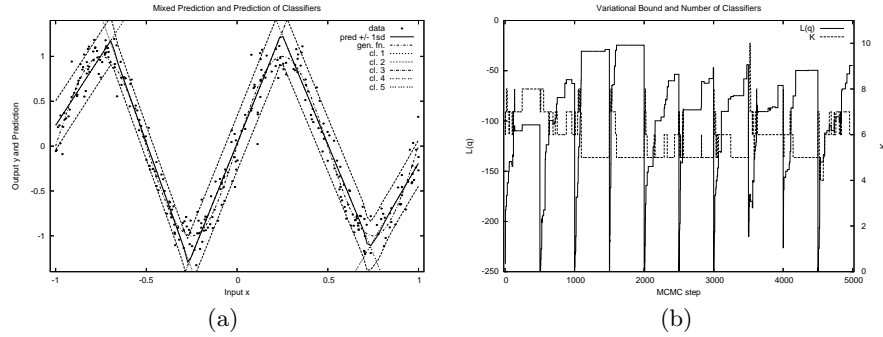 Mixed Prediction and Prediction of Classifiers
data
pred +/- 1sd
gen. fn.
cl. 1
cl. 2
cl. 3
cl. 4
cl. 5
Output y and Prediction
1
0.5
0
-0.5
-1
-1 -0.5 0 0.5 1
Input x
(a)
Variational Bound and Number of Classifiers
L(q)
K
L(q)
0
-50
-100
-150
-200
-250
10
8
6
4
2
0
K
0 1000 2000 3000 4000 5000
MCMC step
(b)